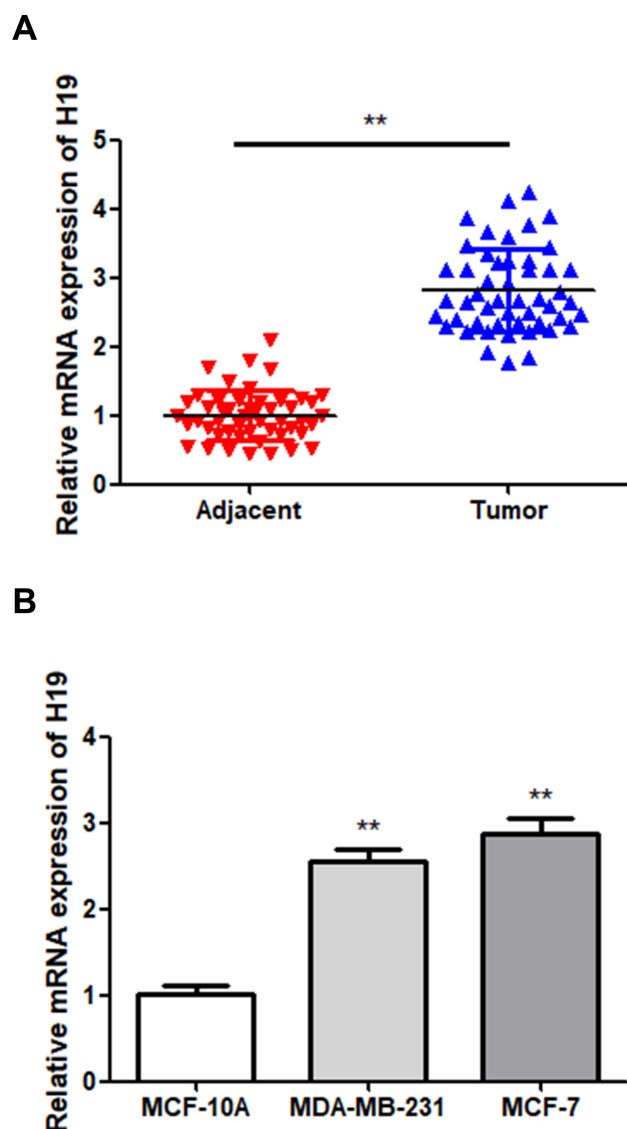 A
Relative mRNA expression of H19
**
5
4
3
2
1
0
Adjacent Tumor
B
Relative mRNA expression of H19
4
3
2
1
0
**
**
MCF-10A MDA-MB-231 MCF-7